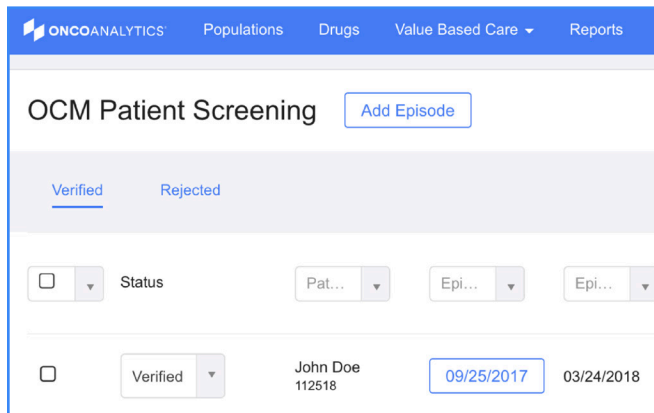 ONCOANALYTICS Populations Drugs Value Based Care Reports
OCM Patient Screening Add Episode
Verified Rejected
Status Pat... Epi... Epi...
Verified John Doe 09/25/2017 03/24/2018
112518